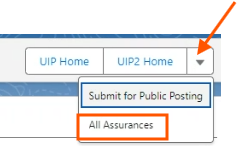 UIP Home UIP2 Home
Submit for Public Posting
All Assurances